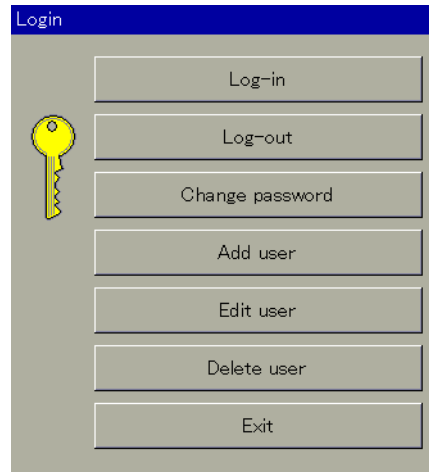 Login
Log-in
Log-out
Change password
Add user
Edit user
Delete user
Exit